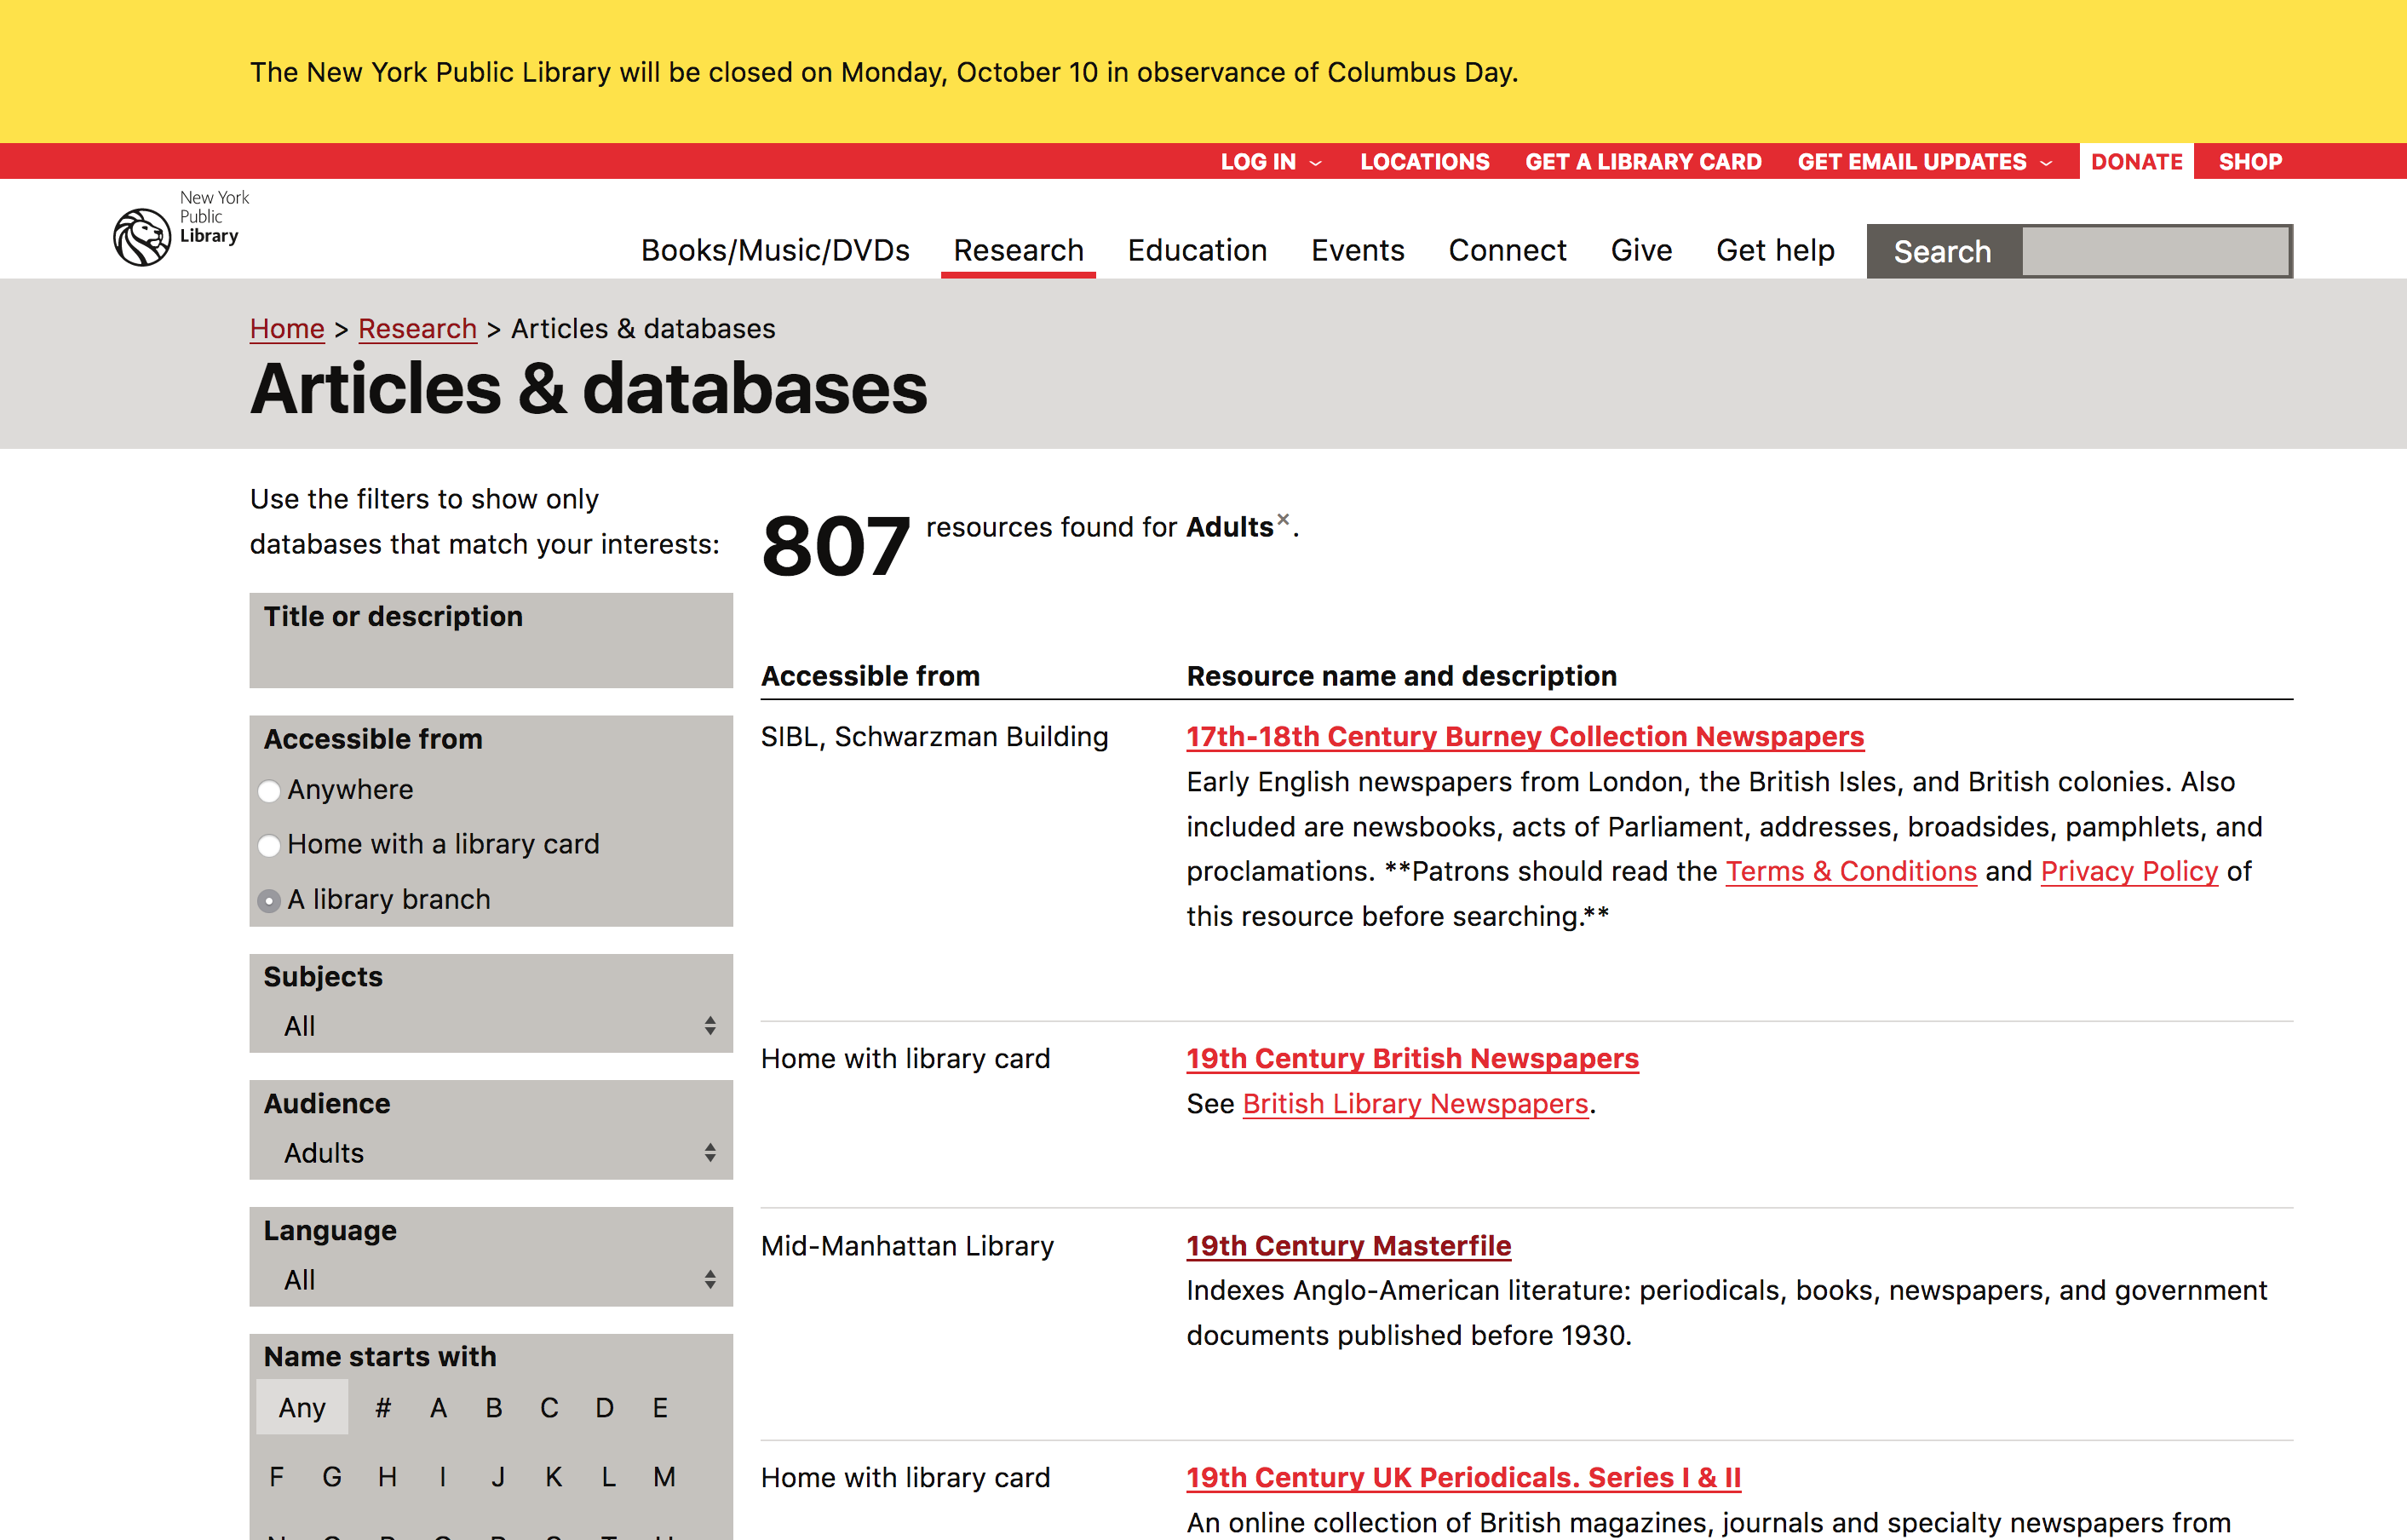 The New York Public Library will be closed on Monday, October 10 in observance of Columbus Day.
LOG IN LOCATIONS GET A LIBRARY CARD GET EMAIL UPDATES DONATE SHOP
New York
Public
Library
Books/Music/DVDs Research Education Events Connect Give Get help Search
Home > Research > Articles & databases
Articles & databases
Use the filters to show only
databases that match your interests:
Title or description
Accessible from
Anywhere
Home with a library card
A library branch
Subjects
All
Audience
Adults
Language
All
Name starts with
Any # A B C D E
F G H I J K L M
807 resources found for Adults×.
Accessible from Resource name and description
SIBL, Schwarzman Building 17th-18th Century Burney Collection Newspapers
Early English newspapers from London, the British Isles, and British colonies. Also
included are newsbooks, acts of Parliament, addresses, broadsides, pamphlets, and
proclamations. **Patrons should read the Terms & Conditions and Privacy Policy of
this resource before searching.**
Home with library card 19th Century British Newspapers
See British Library Newspapers.
Mid-Manhattan Library 19th Century Masterfile
Indexes Anglo-American literature: periodicals, books, newspapers, and government
documents published before 1930.
Home with library card 19th Century UK Periodicals. Series I & II
An online collection of British magazines, journals and specialty newspapers from